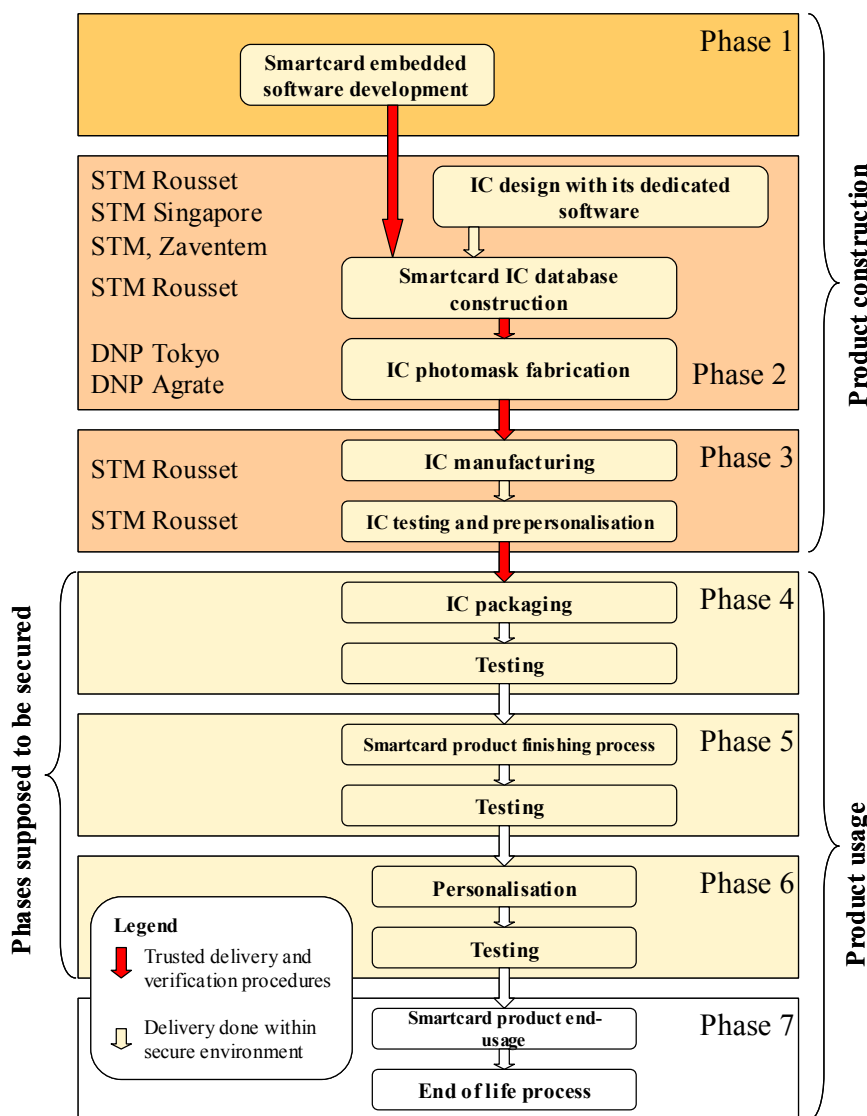 Phase 1
Smartcard embedded
software development
STM Rousset
STM Singapore
STM, Zaventem
IC design with its dedicated
software
STM Rousset
Smartcard IC database
construction
DNP Tokyo
DNP Agrate
IC photomask fabrication
Phase 2
Product construction
STM Rousset
IC manufacturing
Phase 3
STM Rousset
IC testing and prepersonalisation
Phases supposed to be secured
IC packaging
Phase 4
Testing
Smartcard product finishing process
Phase 5
Testing
Product usage
Personalisation
Phase 6
Testing
Legend
Trusted delivery and
verification procedures
Delivery done within
secure environment
Smartcard product end-
usage
Phase 7
End of life process